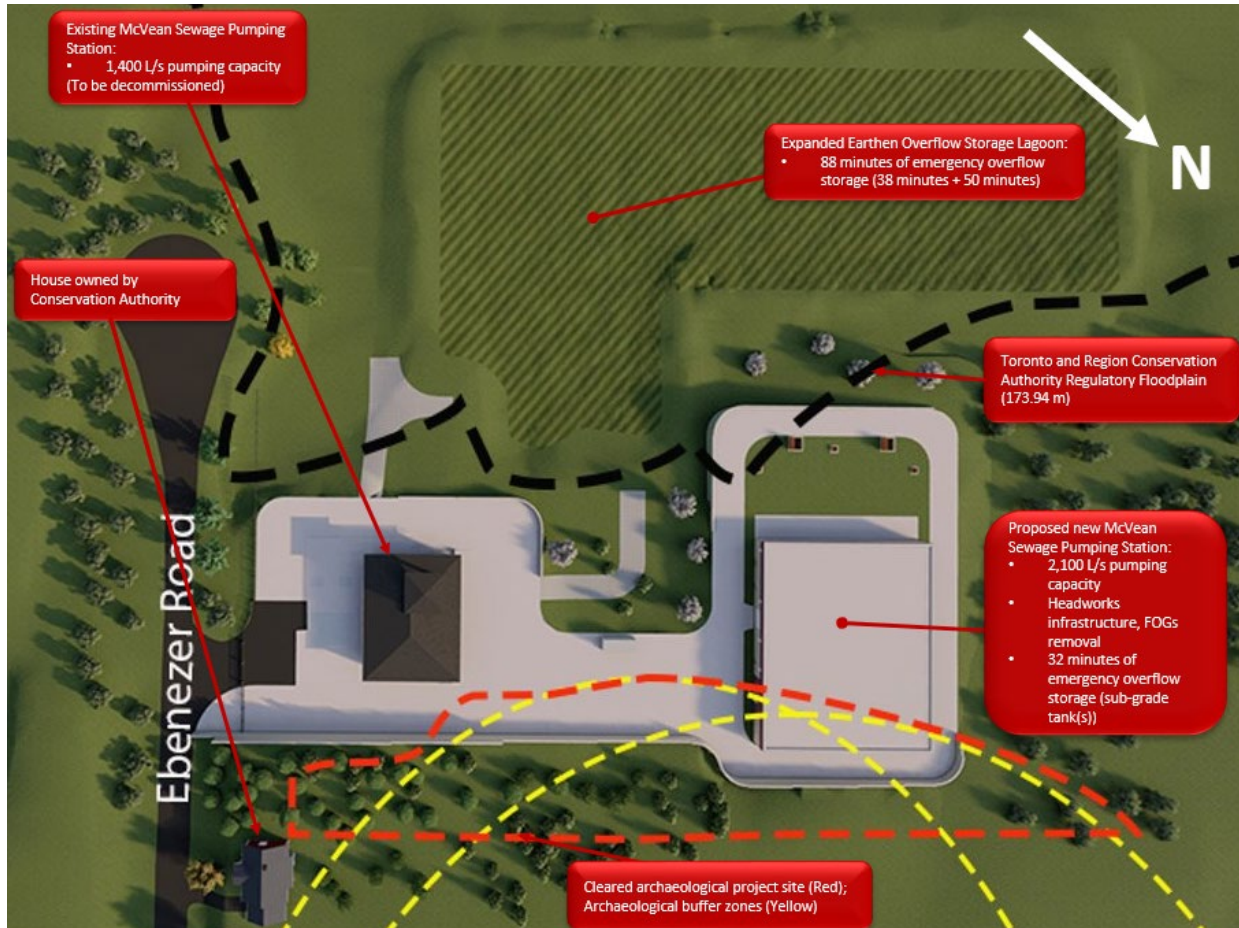 Existing McVean Sewage Pumping
Station:
• 1,400 L/s pumping capacity
(To be decommissioned)
N
Expanded Earthen Overflow Storage Lagoon:
• 88 minutes of emergency overflow
storage (38 minutes + 50 minutes)
House owned by
Conservation Authority
Toronto and Region Conservation
Authority Regulatory Floodplain
(173.94 m)
Ebenezer Road
Proposed new McVean
Sewage Pumping Station:
• 2,100 L/s pumping
capacity
• Headworks
infrastructure, FOGs
removal
• 32 minutes of
emergency overflow
storage (sub-grade
tank(s))
Cleared archaeological project site (Red);
Archaeological buffer zones (Yellow)